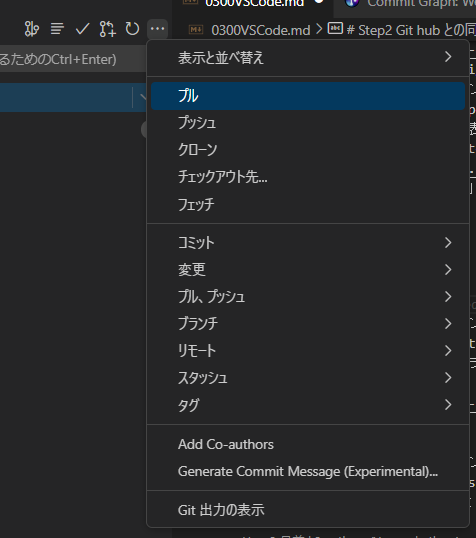 0300VSCode.md
Commit Graph: W
0300VSCode.md > # Step2 Git hub との同
るためのCtrl+Enter)
表示と並べ替え
プル
プッシュ
クローン
チェックアウト先...
フェッチ
コミット
変更
プル、プッシュ
ブランチ
リモート
スタッシュ
タグ
Add Co-authors
Generate Commit Message (Experimental)...
Git 出力の表示